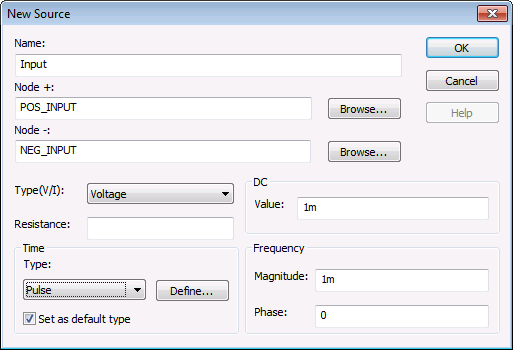 New Source
Name:
Input
OK
Node +:
Cancel
POS_INPUT
Browse...
Help
Node -:
NEG_INPUT
Browse...
Type(V/I):
Voltage
Resistance:
DC
Value:
1m
Time
Type:
Pulse
Define...
Set as default type
Frequency
Magnitude:
1m
Phase:
0